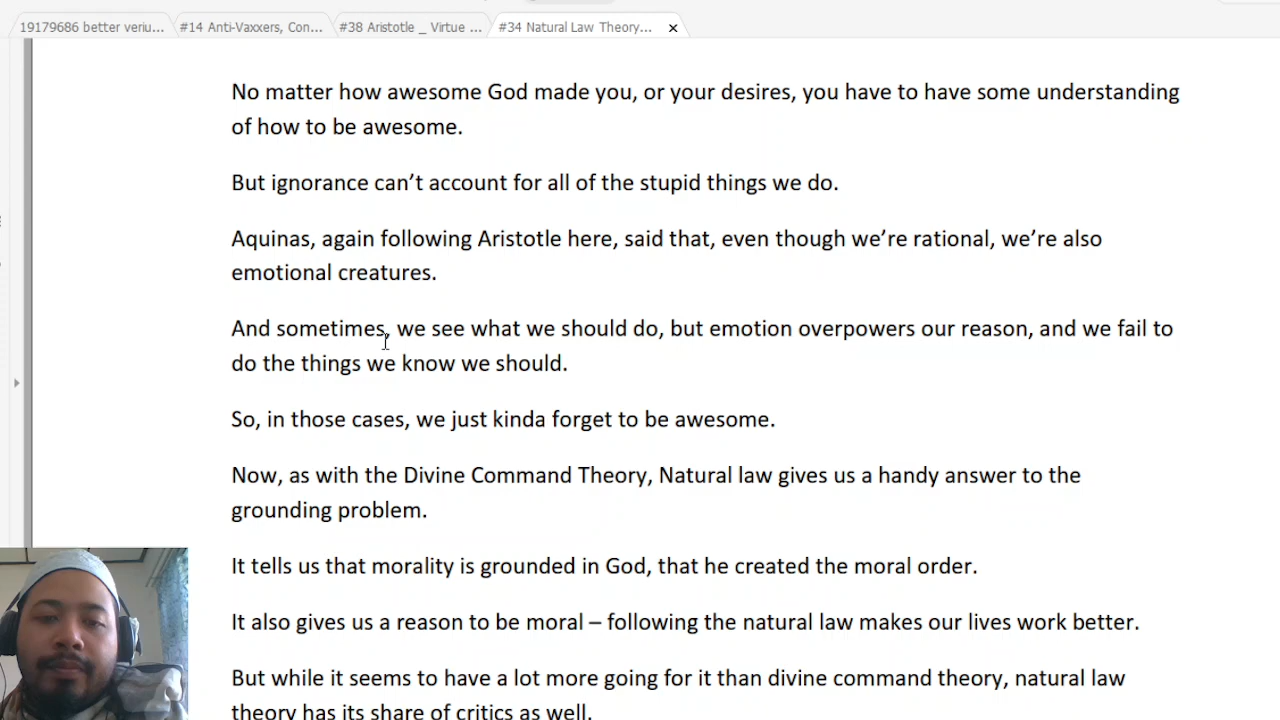 19179686 better veriu... #14 Anti-Vaxxers, Con... #38 Aristotle _ Virtue ... #34 Natural Law Theory...
No matter how awesome God made you, or your desires, you have to have some understanding
of how to be awesome.
But ignorance can’t account for all of the stupid things we do.
Aquinas, again following Aristotle here, said that, even though we’re rational, we’re also
emotional creatures.
And sometimes, we see what we should do, but emotion overpowers our reason, and we fail to
do the things we know we should.
So, in those cases, we just kinda forget to be awesome.
Now, as with the Divine Command Theory, Natural law gives us a handy answer to the
grounding problem.
It tells us that morality is grounded in God, that he created the moral order.
It also gives us a reason to be moral – following the natural law makes our lives work better.
But while it seems to have a lot more going for it than divine command theory, natural law
theory has its share of critics as well.